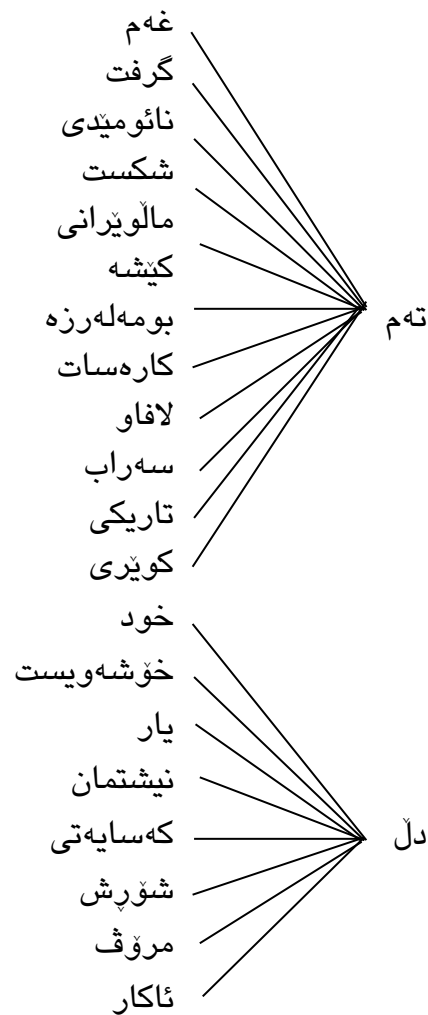 غەم
گرفت
نائومێدی
شکست
ماڵوێرانی
کێشە
بومەلەرزە
تەم
کارەسات
لافاو
سەراب
تاریکی
کوێری
خود
خۆشەویست
یار
نیشتمان
کەسایەتی
دڵ
شۆڕش
مرۆڤ
ئاکار